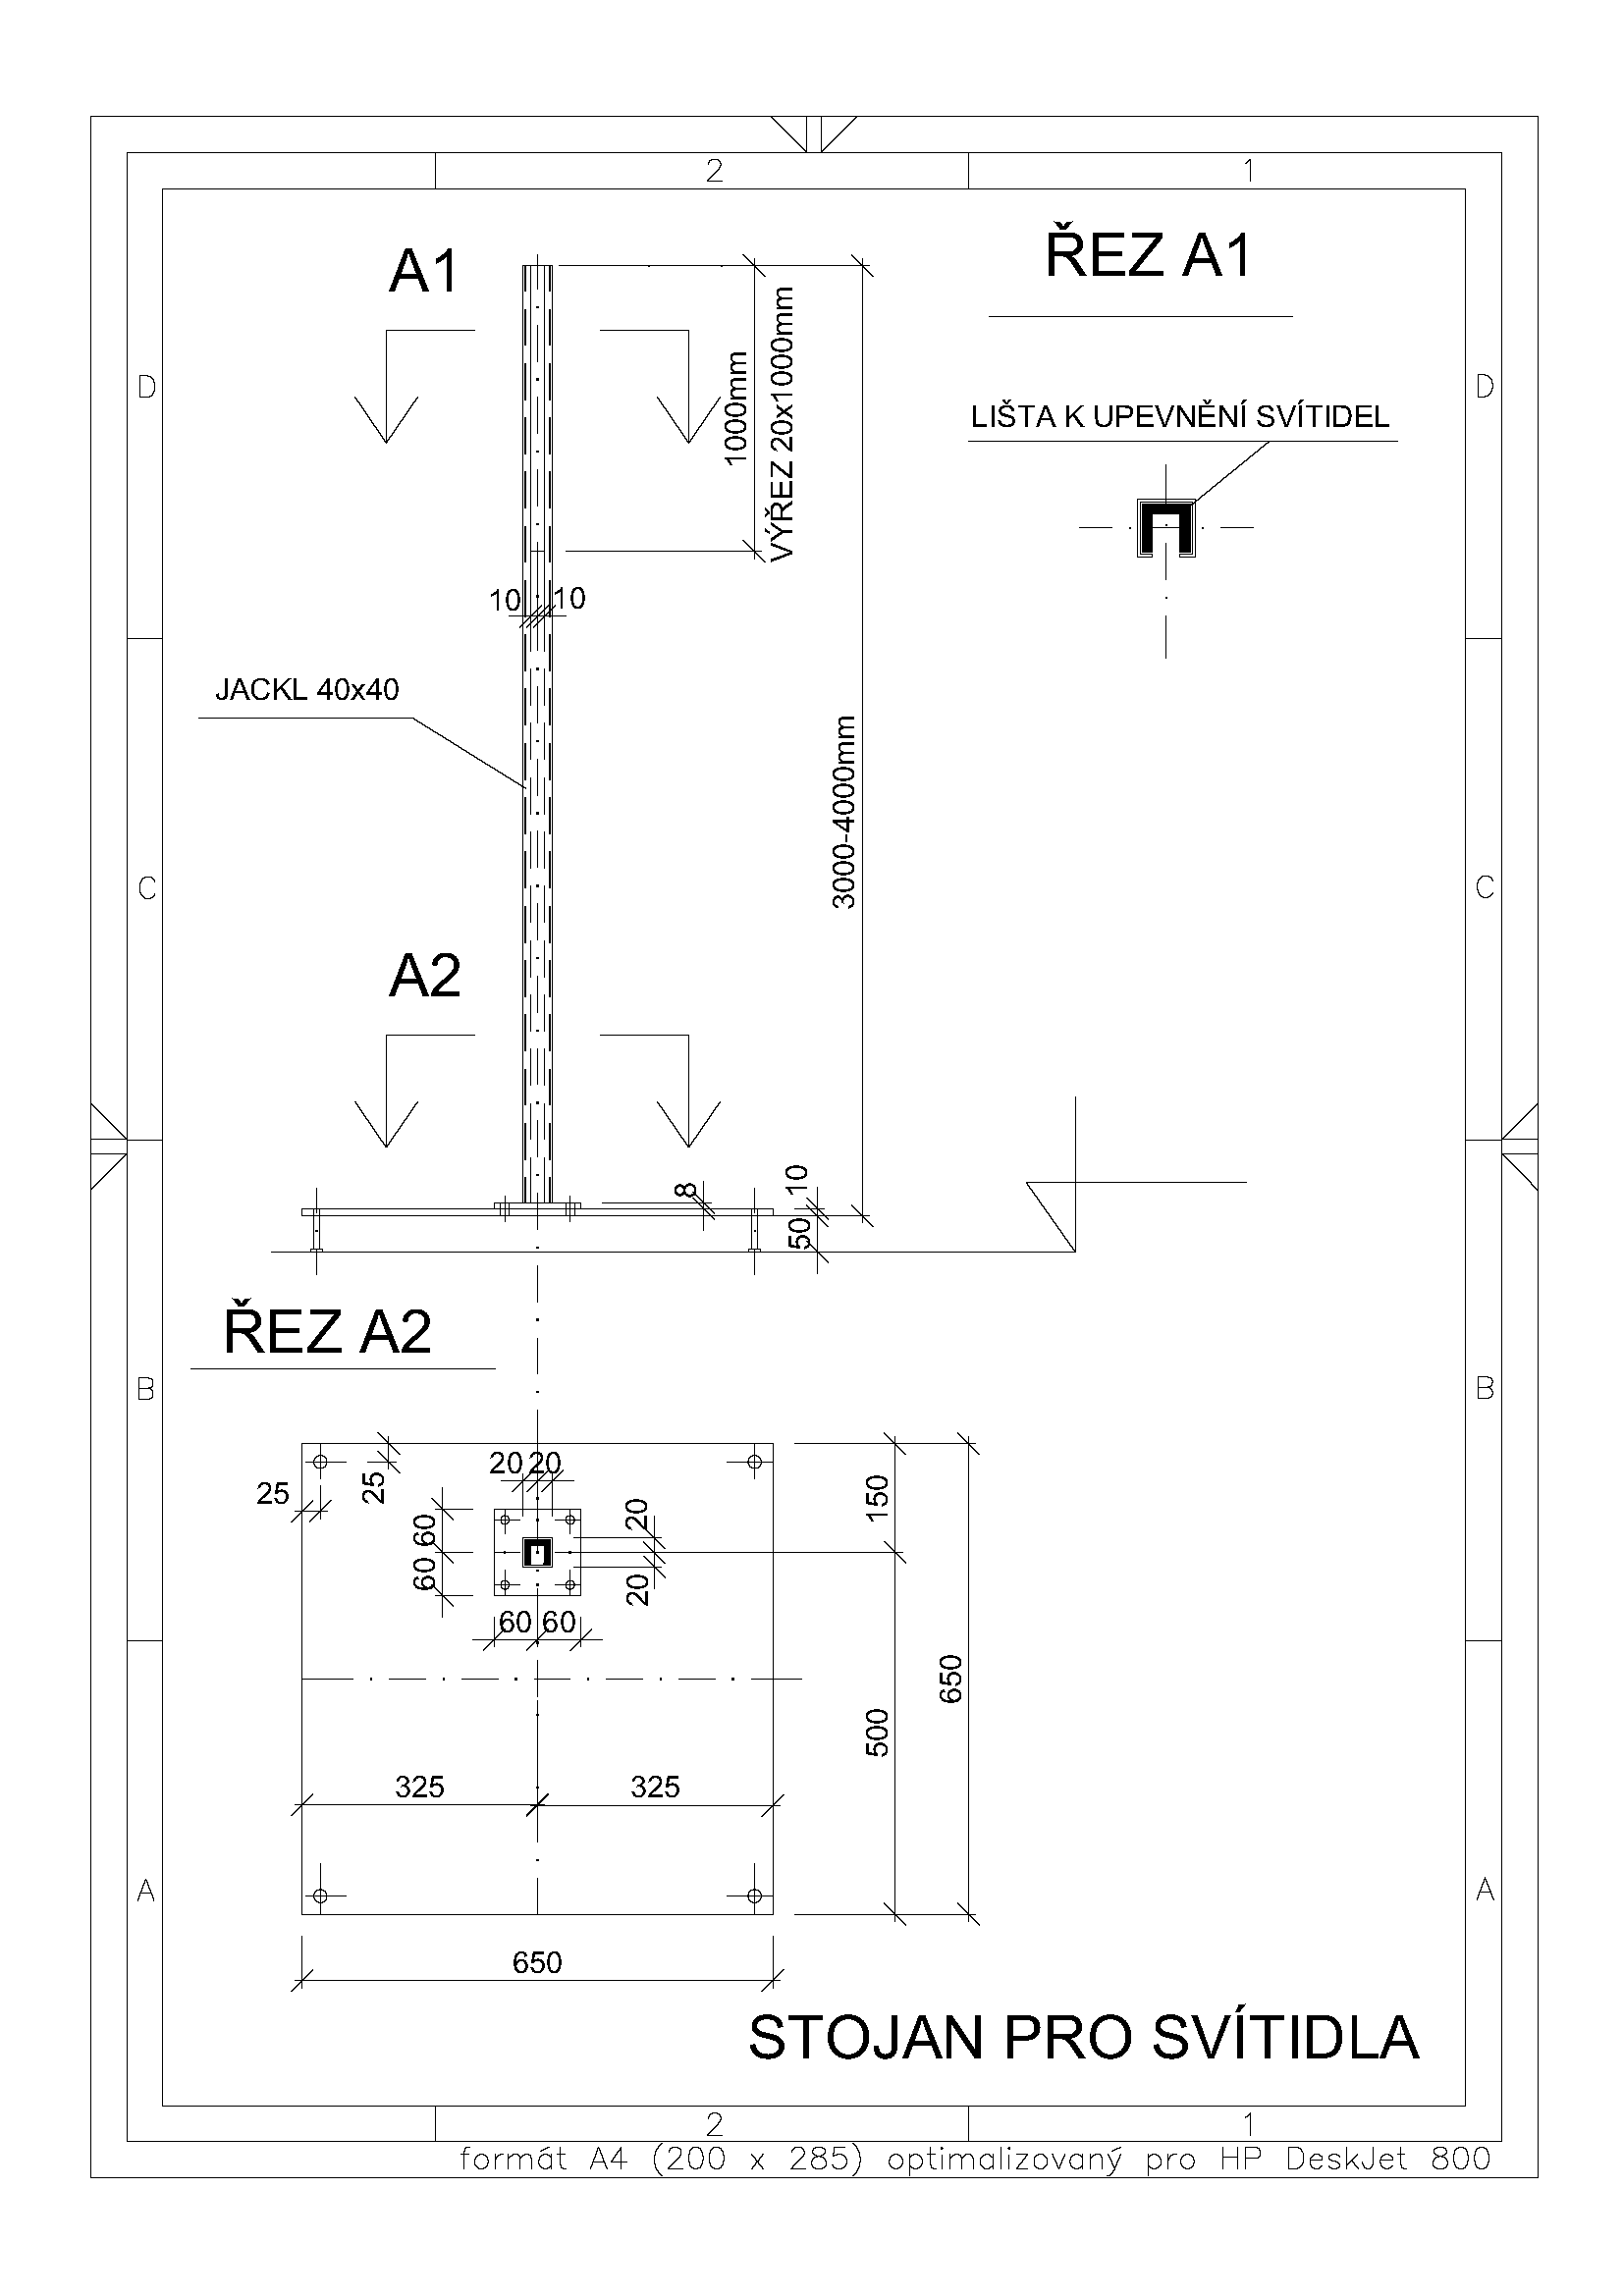 2
1
A1
ŘEZ A1
D
D
1000mm
VÝŘEZ 20x1000mm
LIŠTA K UPEVNĚNÍ SVÍTIDEL
10
10
JACKL 40x40
3000-4000mm
C
C
A2
8
10
50
ŘEZ A2
B
B
20
20
25
25
150
60
60
20
20
60
60
650
500
325
325
A
A
650
STOJAN PRO SVÍTIDLA
2
1
formát A4 (200 x 285) optimalizovaný pro HP DeskJet 800